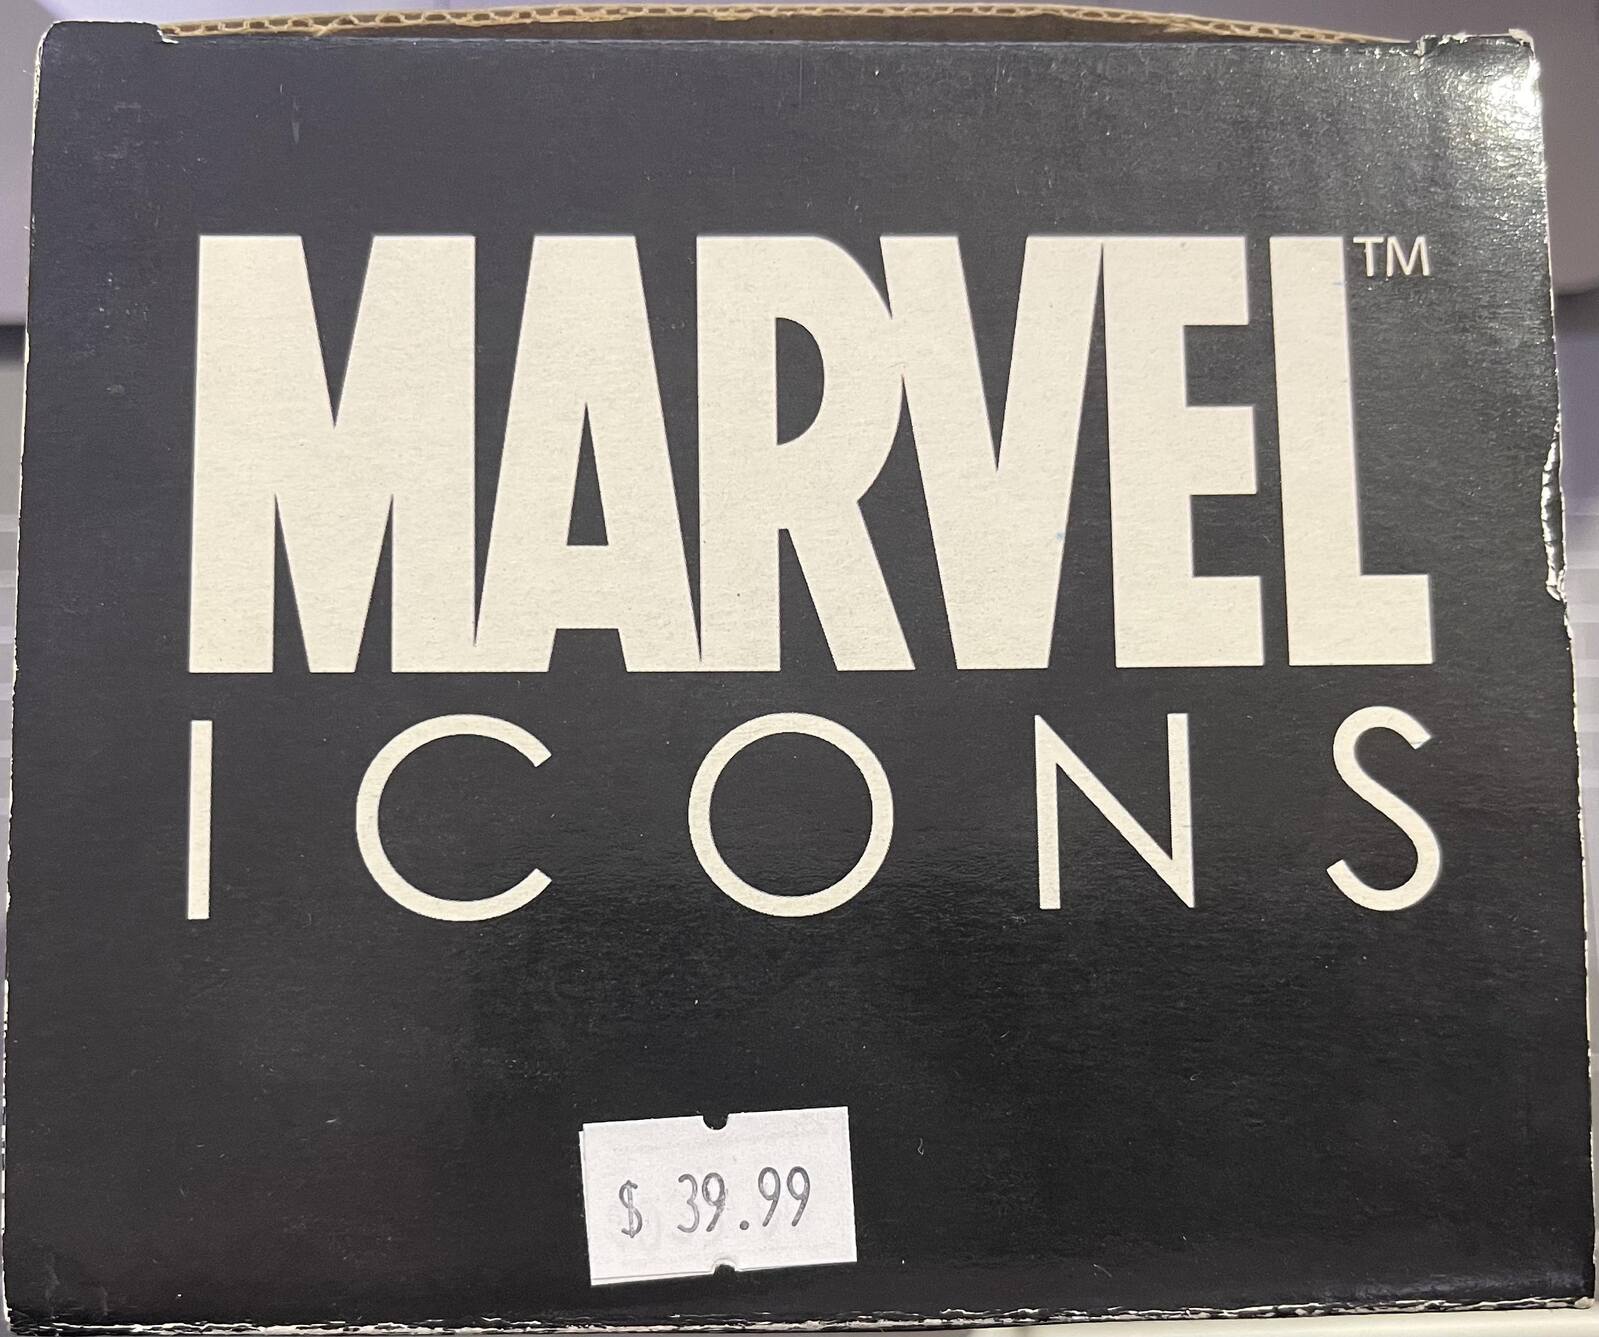 MARVEL™
ICONS
$ 39.99